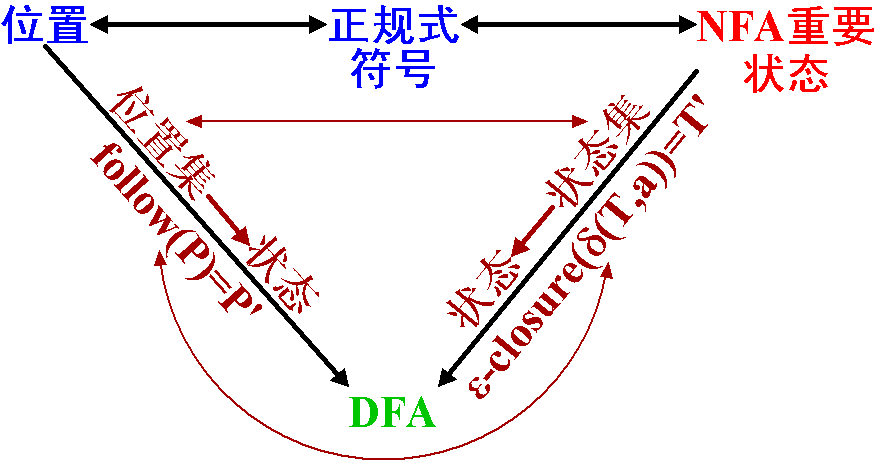 位置
正规式
符号
NFA重要
状态
位置集
状态
follow(P)=P'
状态集
状态
ε-closure(δ(T,a))=T'
DFA